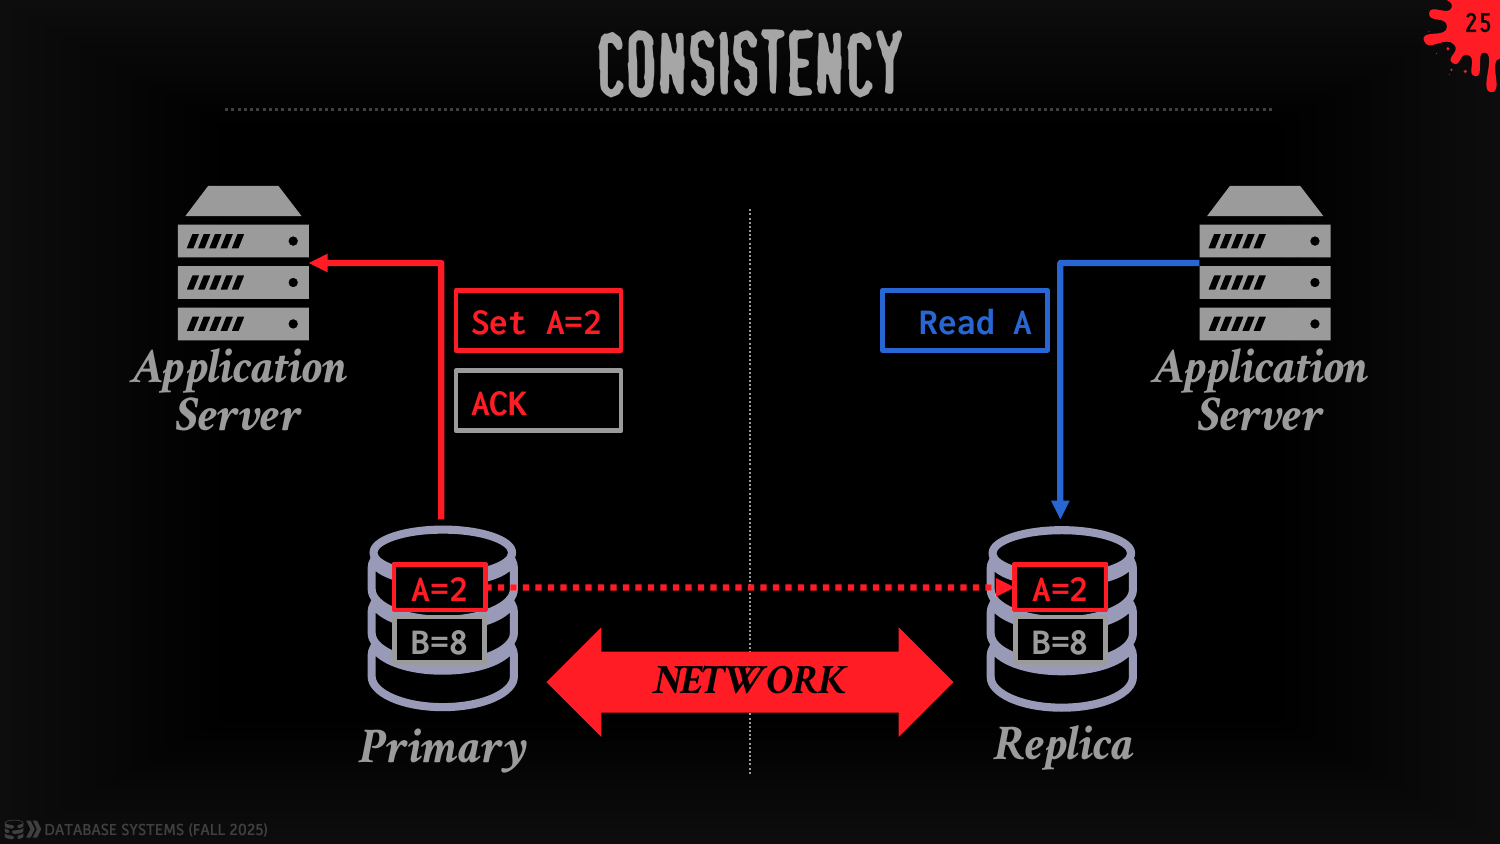 CONSISTENCY
25
Set A=2
ACK
Read A
Application
Server
Application
Server
A=2
B=8
A=2
B=8
NETWORK
Primary
Replica
DATABASE SYSTEMS (FALL 2025)